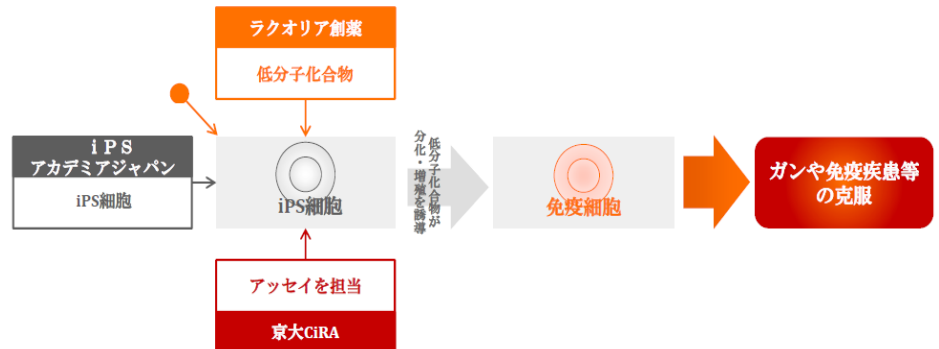 ラクオリア創薬
低分子化合物
iPS
アカデミアジャパン
iPS細胞
iPS細胞
低分子化合物が
分化・増殖を誘導
免疫細胞
ガンや免疫疾患等
の克服
アッセイを担当
京大CiRA